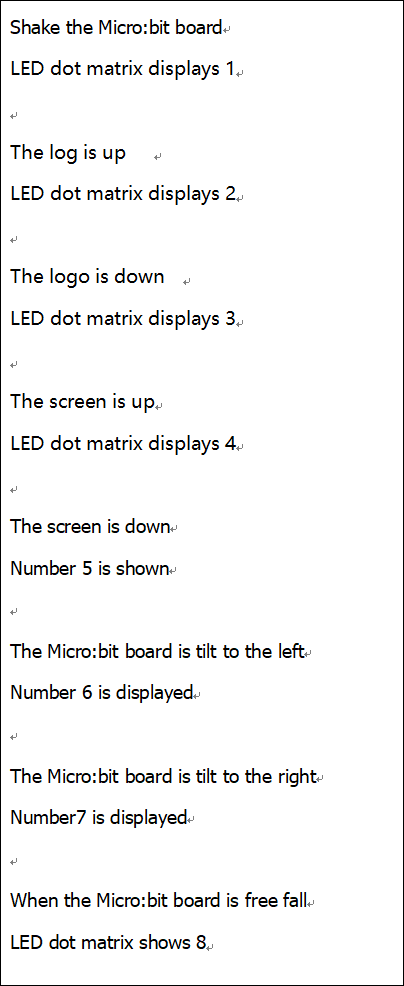 Shake the Micro:bit board
LED dot matrix displays 1
The log is up
LED dot matrix displays 2
The logo is down
LED dot matrix displays 3
The screen is up
LED dot matrix displays 4
The screen is down
Number 5 is shown
The Micro:bit board is tilt to the left
Number 6 is displayed
The Micro:bit board is tilt to the right
Number7 is displayed
When the Micro:bit board is free fall
LED dot matrix shows 8